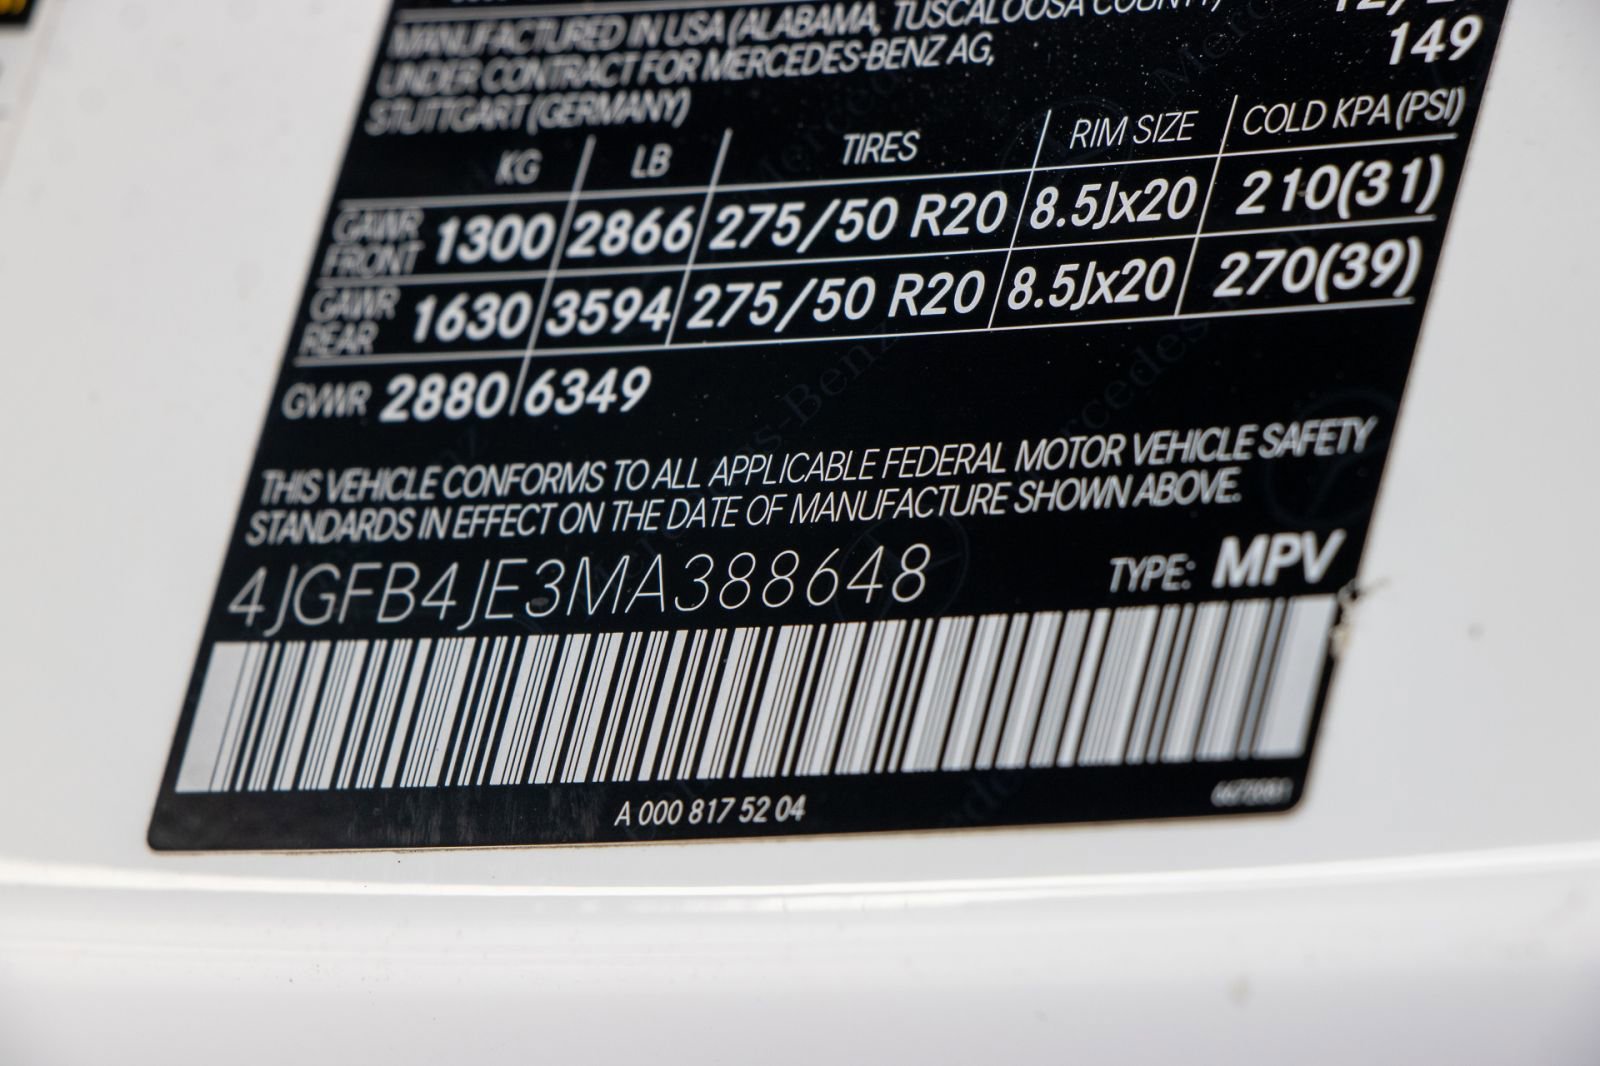 MANUFACTURED IN USA (ALABAMA, TUSCALOOSA COUNTY)
UNDER CONTRACT FOR MERCEDES-BENZ AG,
149
STUTTGART (GERMANY)
KG LB TIRES RIM SIZE COLD KPA (PSI)
GAWR FRONT 1300 2866 275/50 R20 8.5Jx20 210(31)
GAWR REAR 1630 3594 275/50 R20 8.5Jx20 270(39)
GVWR 2880 6349
THIS VEHICLE CONFORMS TO ALL APPLICABLE FEDERAL MOTOR VEHICLE SAFETY
STANDARDS IN EFFECT ON THE DATE OF MANUFACTURE SHOWN ABOVE.
4JGFB4JE3MA388648 TYPE: MPV
A 000 817 52 04